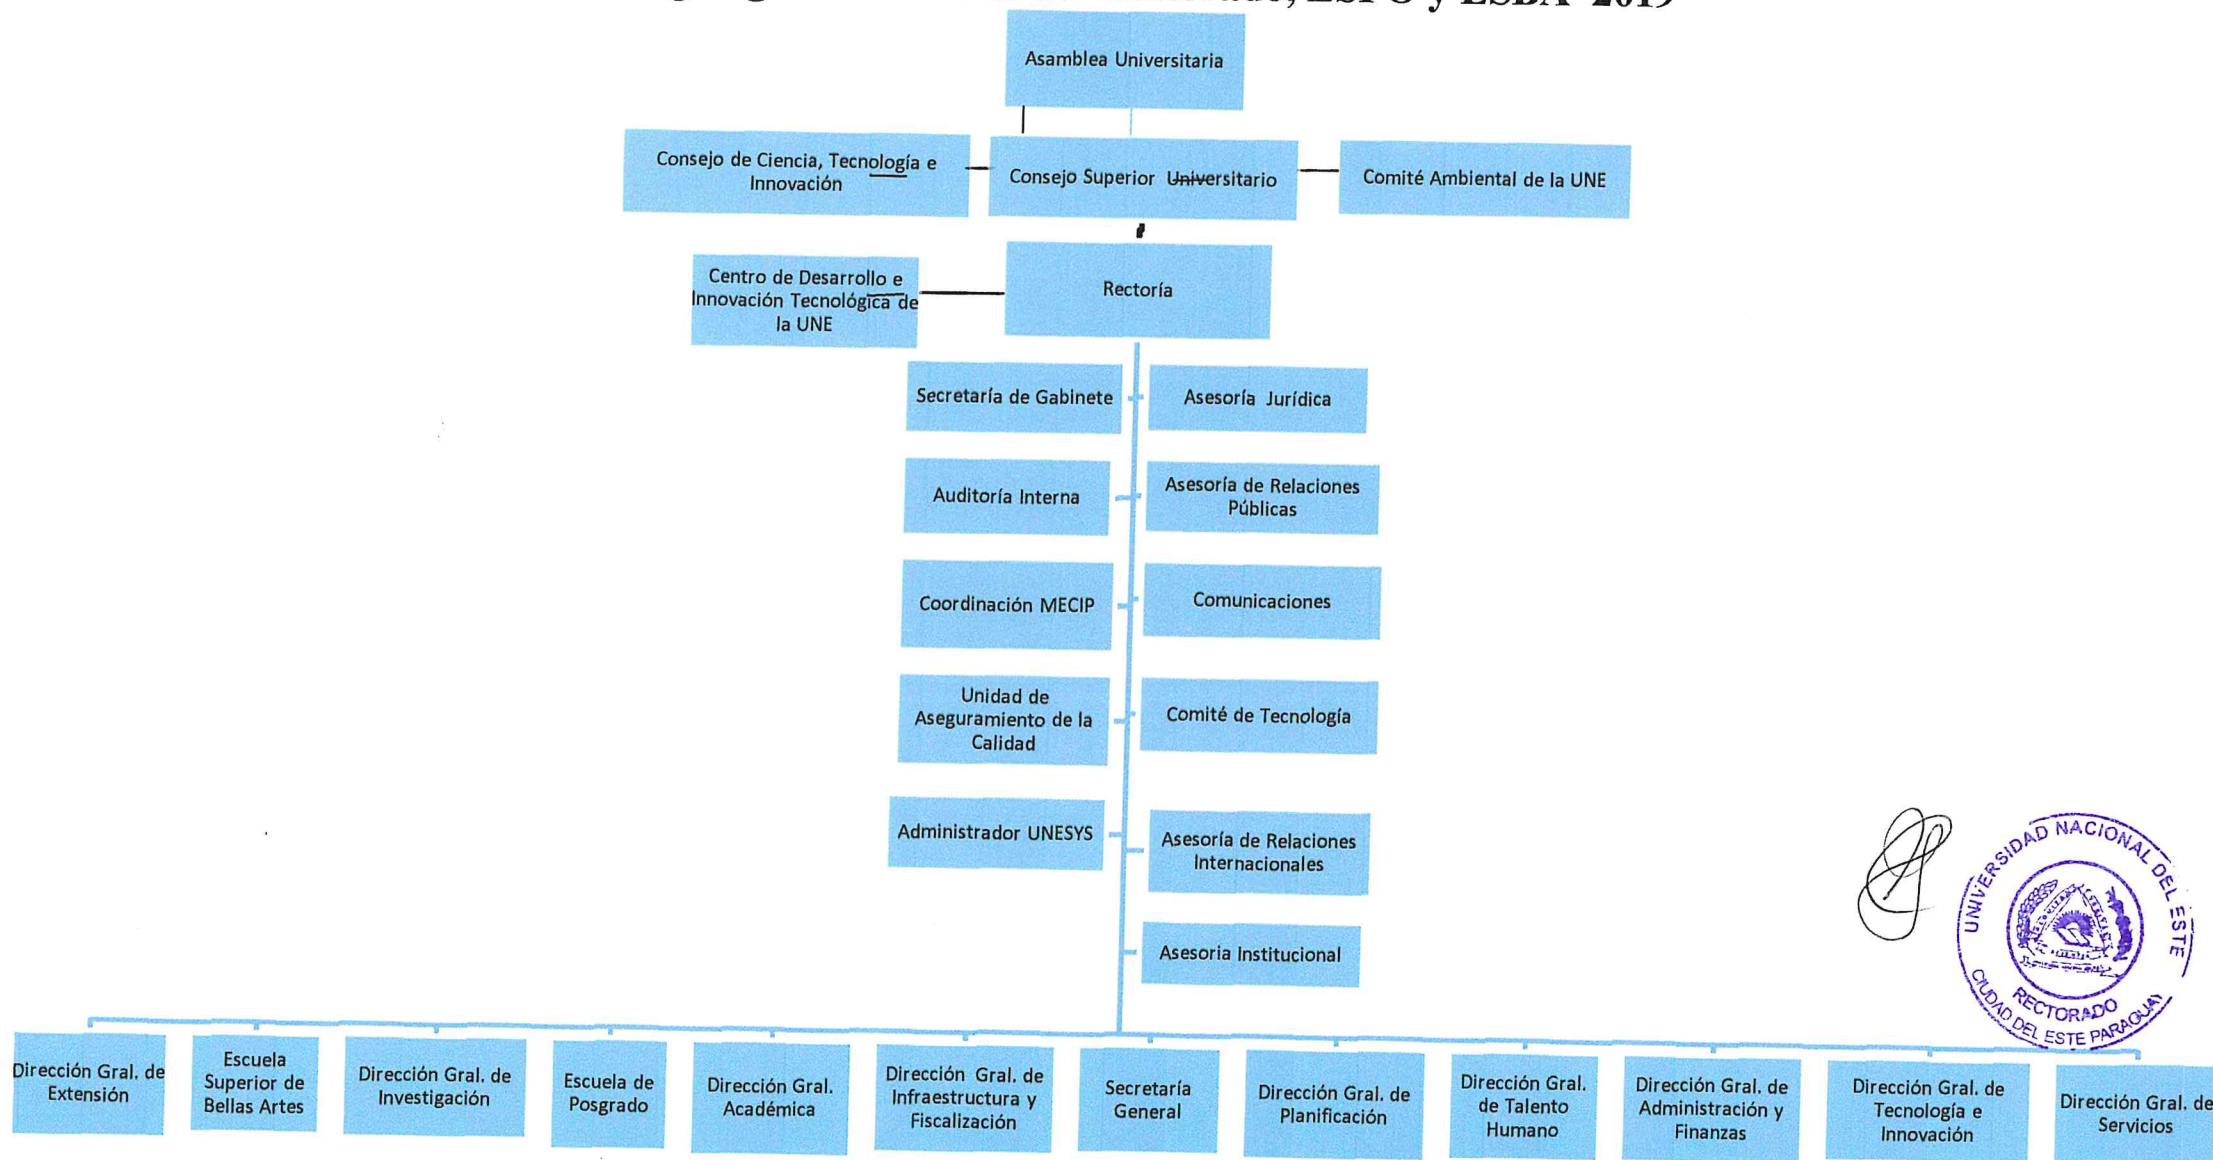 ESPG y ESBA 2019
Asamblea Universitaria
Consejo de Ciencia, Tecnología e
Innovación
Consejo Superior Universitario
Comité Ambiental de la UNE
Centro de Desarrollo e
Innovación Tecnológica de
la UNE
Rectoría
Secretaría de Gabinete
Asesoría Jurídica
Auditoría Interna
Asesoría de Relaciones
Públicas
Coordinación MECIP
Comunicaciones
Unidad de
Aseguramiento de la
Calidad
Comité de Tecnología
Administrador UNESYS
Asesoría de Relaciones
Internacionales
Asesoria Institucional
Dirección Gral. de
Extensión
Escuela
Superior de
Bellas Artes
Dirección Gral. de
Investigación
Escuela de
Posgrado
Dirección Gral.
Académica
Dirección Gral. de
Infraestructura y
Fiscalización
Secretaría
General
Dirección Gral. de
Planificación
Dirección Gral.
de Talento
Humano
Dirección Gral. de
Administración y
Finanzas
Dirección Gral. de
Tecnología e
Innovación
Dirección Gral. de
Servicios
UNIVERSIDAD NACIONAL DEL ESTE
RECTORADO
CIUDAD DEL ESTE PARAGUAY